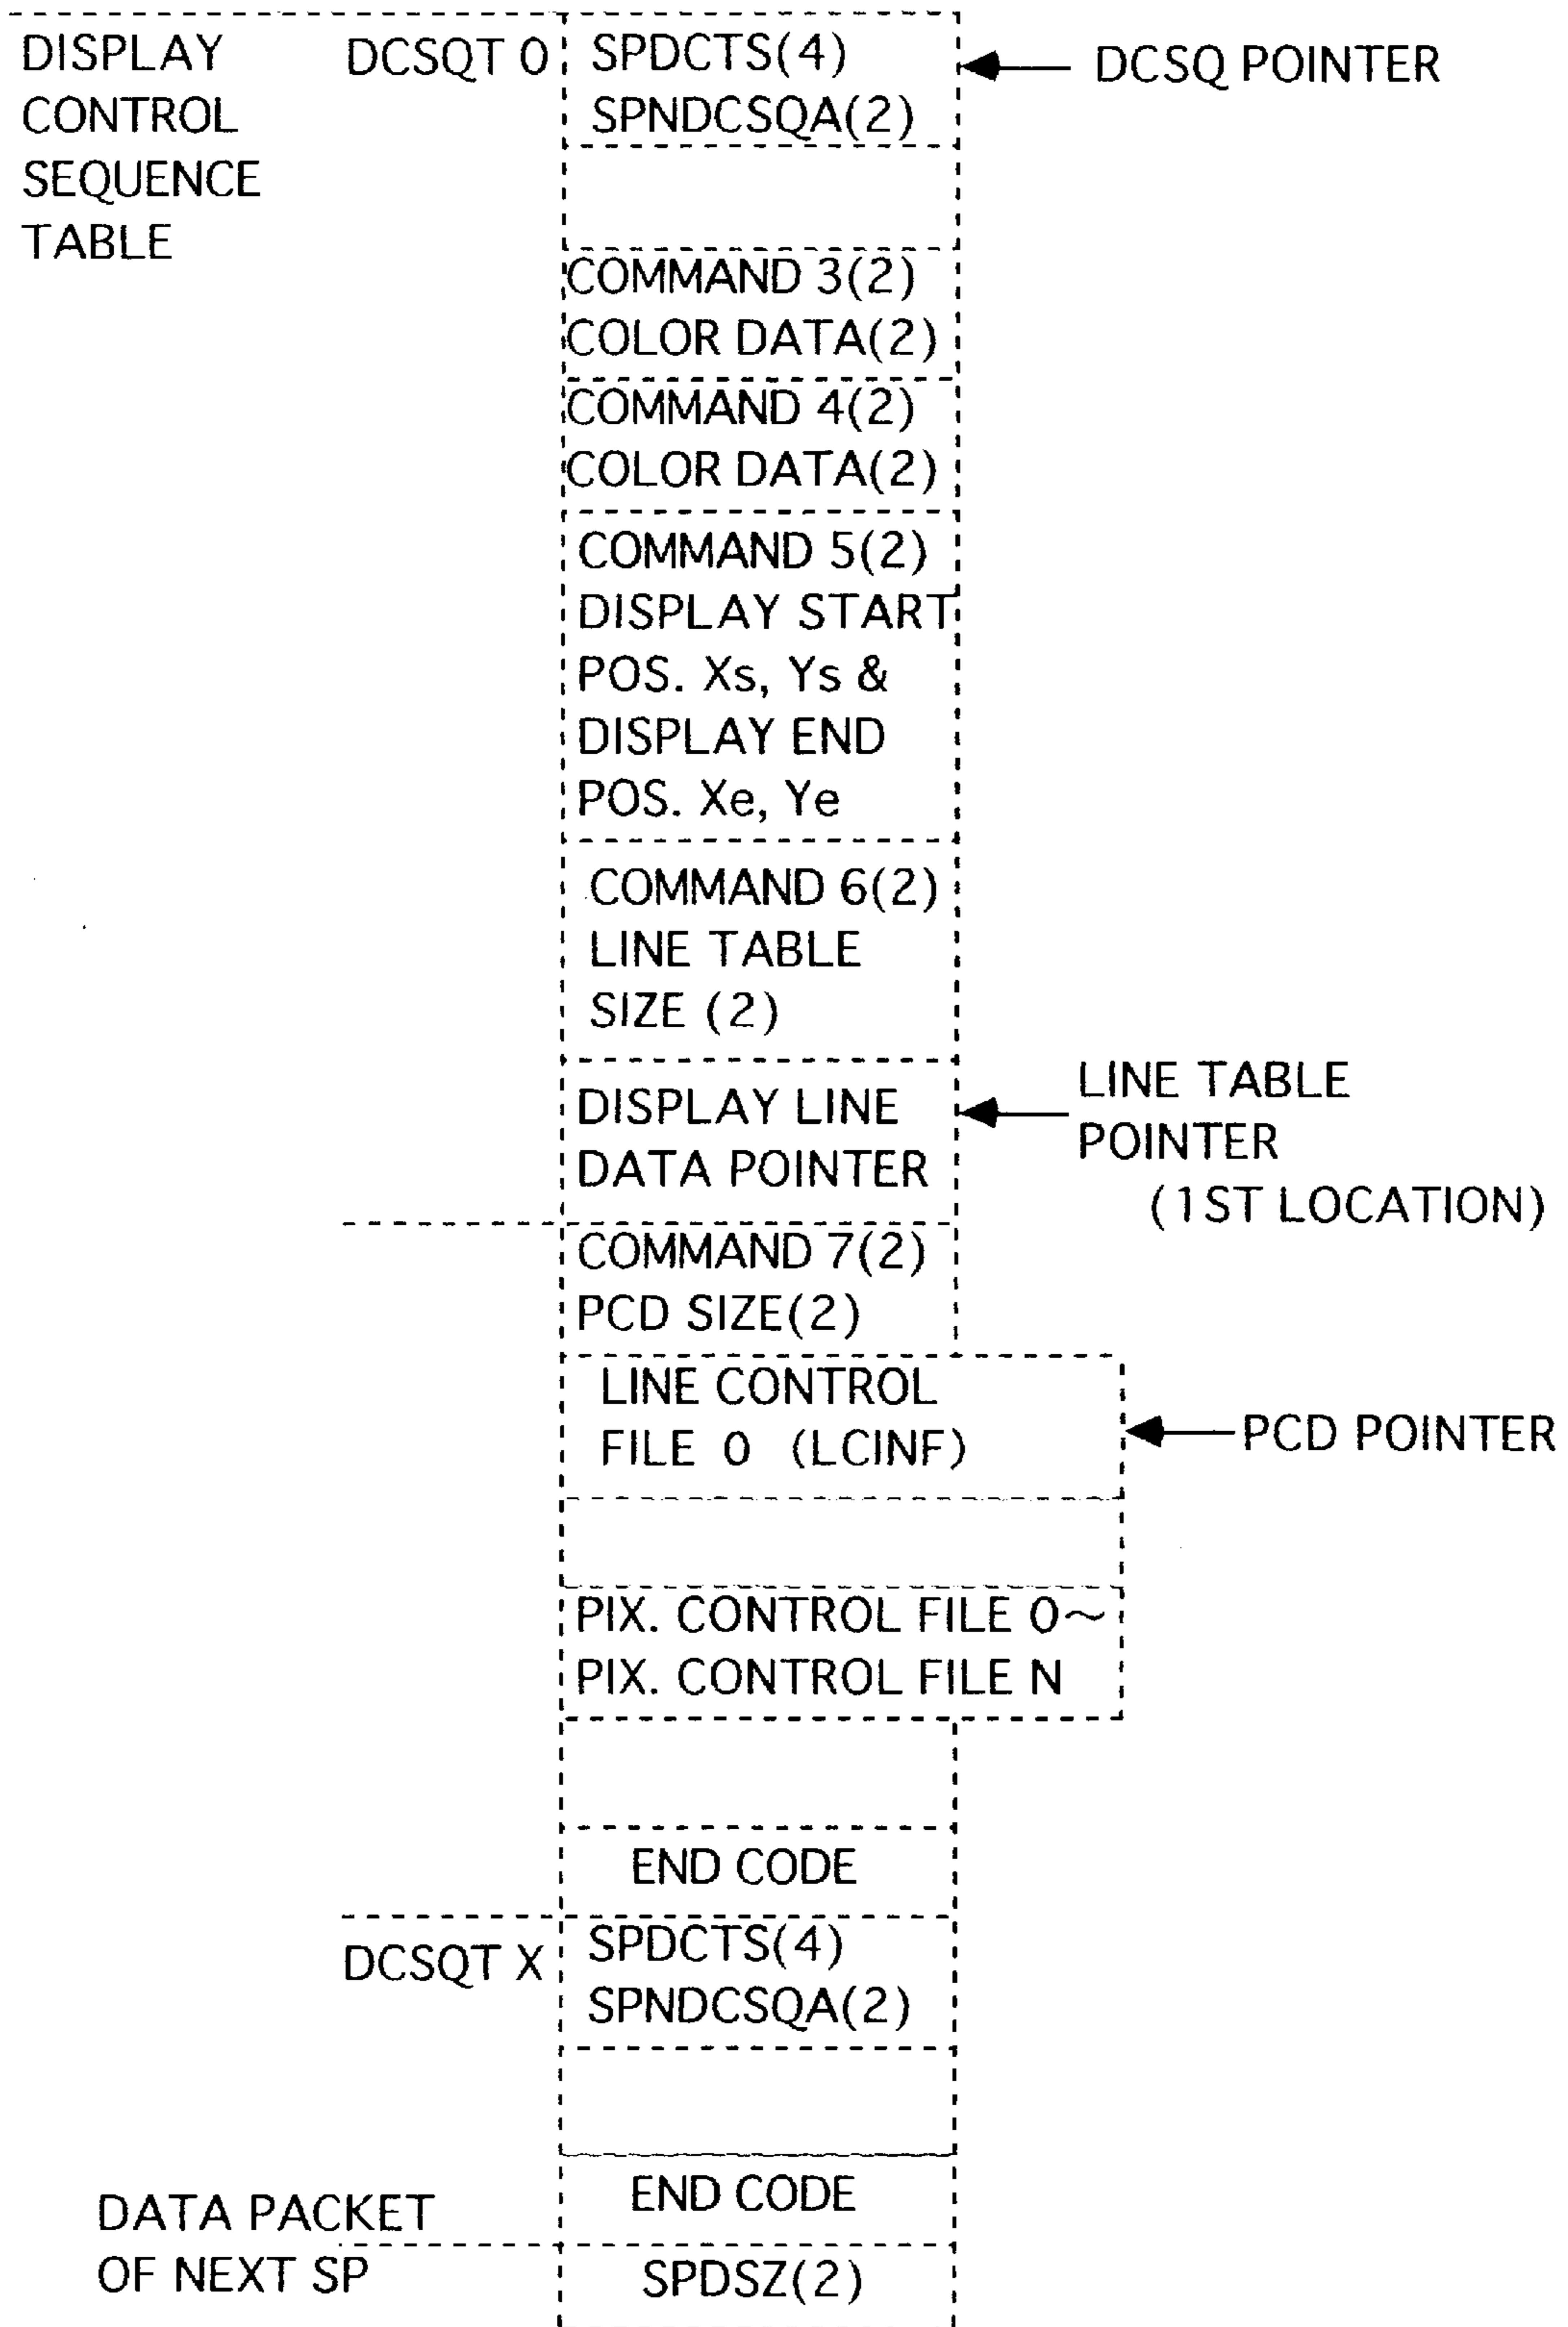 DISPLAY
CONTROL
SEQUENCE
TABLE
DCSQT 0
SPDCTS(4)
SPNDCSQA(2)
DCSQ POINTER
COMMAND 3(2)
COLOR DATA(2)
COMMAND 4(2)
COLOR DATA(2)
COMMAND 5(2)
DISPLAY START
POS. Xs, Ys &
DISPLAY END
POS. Xe, Ye
COMMAND 6(2)
LINE TABLE
SIZE (2)
DISPLAY LINE
DATA POINTER
LINE TABLE
POINTER
(1ST LOCATION)
COMMAND 7(2)
PCD SIZE(2)
LINE CONTROL
FILE 0 (LCINF)
PCD POINTER
PIX. CONTROL FILE 0~
PIX. CONTROL FILE N
END CODE
DCSQT X
SPDCTS(4)
SPNDCSQA(2)
END CODE
DATA PACKET
OF NEXT SP
SPDSZ(2)